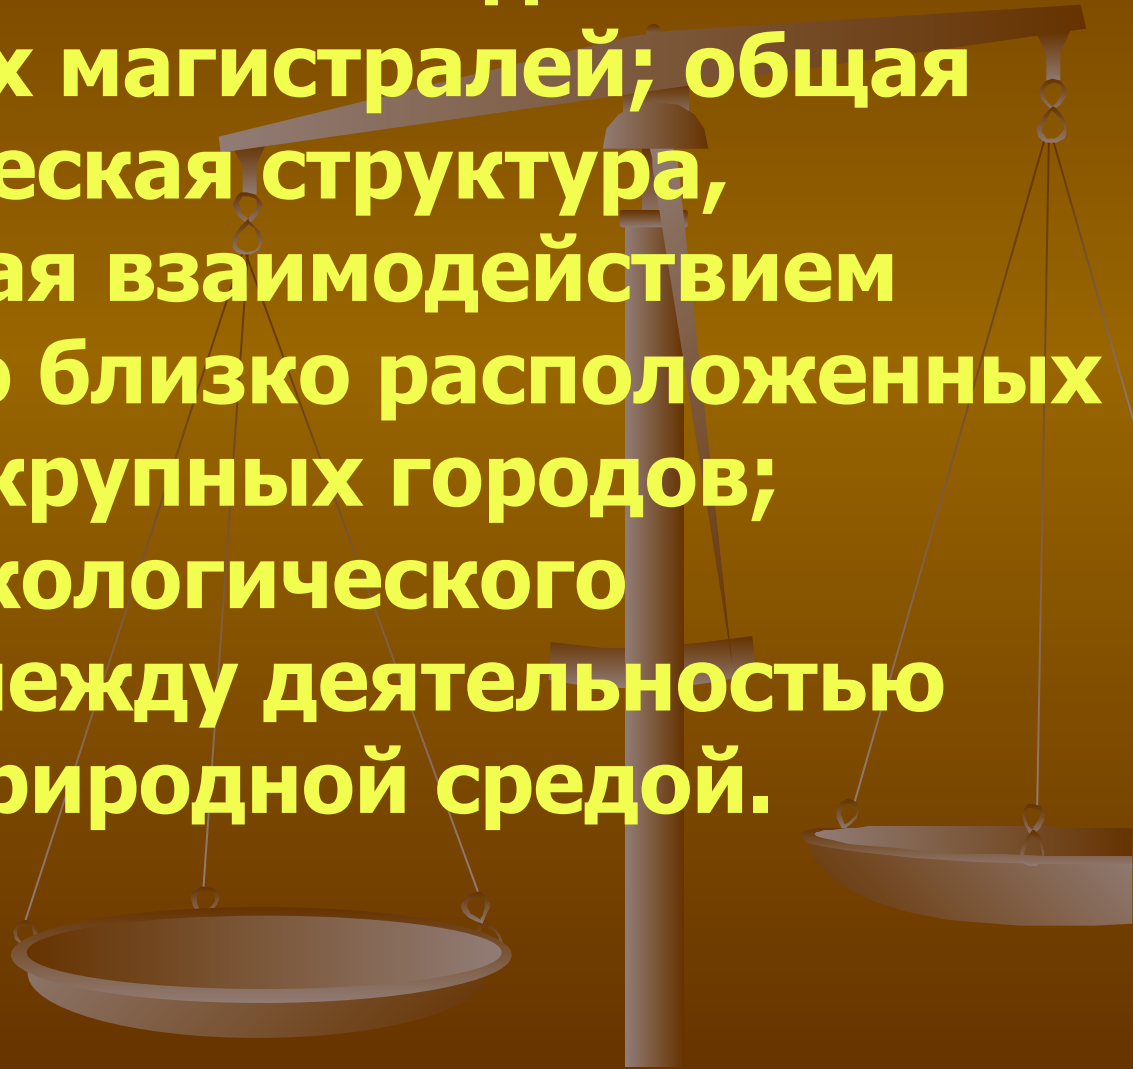 х магистралей; общая
еская структура,
ая взаимодействием
о близко расположенных
крупных городов;
кологического
между деятельностью
риродной средой.